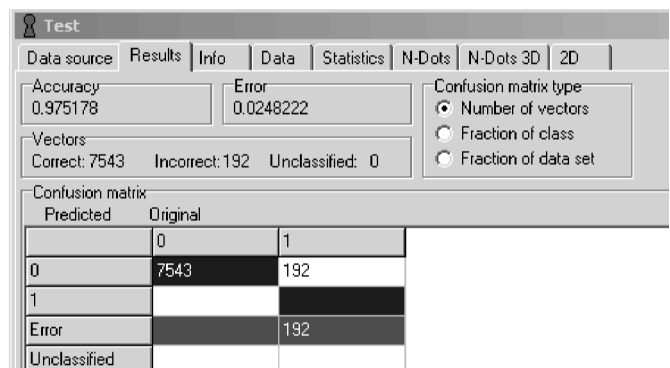 Test
Data source Results Info Data Statistics N-Dots N-Dots 3D 2D
Accuracy Error Confusion matrix type
0.975178 0.0248222 Number of vectors
Vectors Fraction of class
Correct: 7543 Incorrect: 192 Unclassified: 0 Fraction of data set
Confusion matrix
Predicted Original
0 1
0 7543 192
1
Error 192
Unclassified